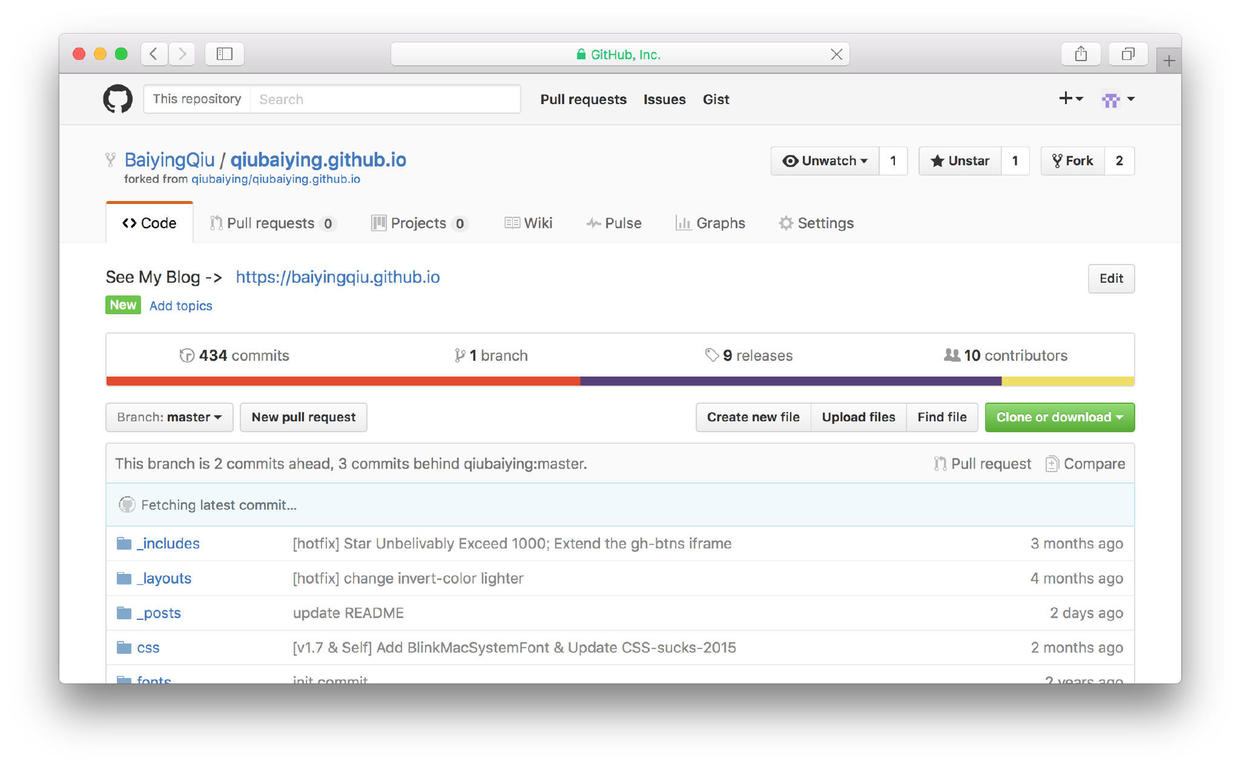 GitHub, Inc.
This repository Search Pull requests Issues Gist
BaiyingQiu / qiubaiying.github.io Unwatch 1 Unstar 1 Fork 2
forked from qiubaiying/qiubaiying.github.io
Code Pull requests 0 Projects 0 Wiki Pulse Graphs Settings
See My Blog -> https://baiyingqiu.github.io Edit
New Add topics
434 commits 1 branch 9 releases 10 contributors
Branch: master New pull request Create new file Upload files Find file Clone or download
This branch is 2 commits ahead, 3 commits behind qiubaiying:master. Pull request Compare
Fetching latest commit...
_includes [hotfix] Star Unbelivably Exceed 1000; Extend the gh-btns iframe 3 months ago
_layouts [hotfix] change invert-color lighter 4 months ago
_posts update README 2 days ago
css [v1.7 & Self] Add BlinkMacSystemFont & Update CSS-sucks-2015 2 months ago
fonts init commit 2 years ago